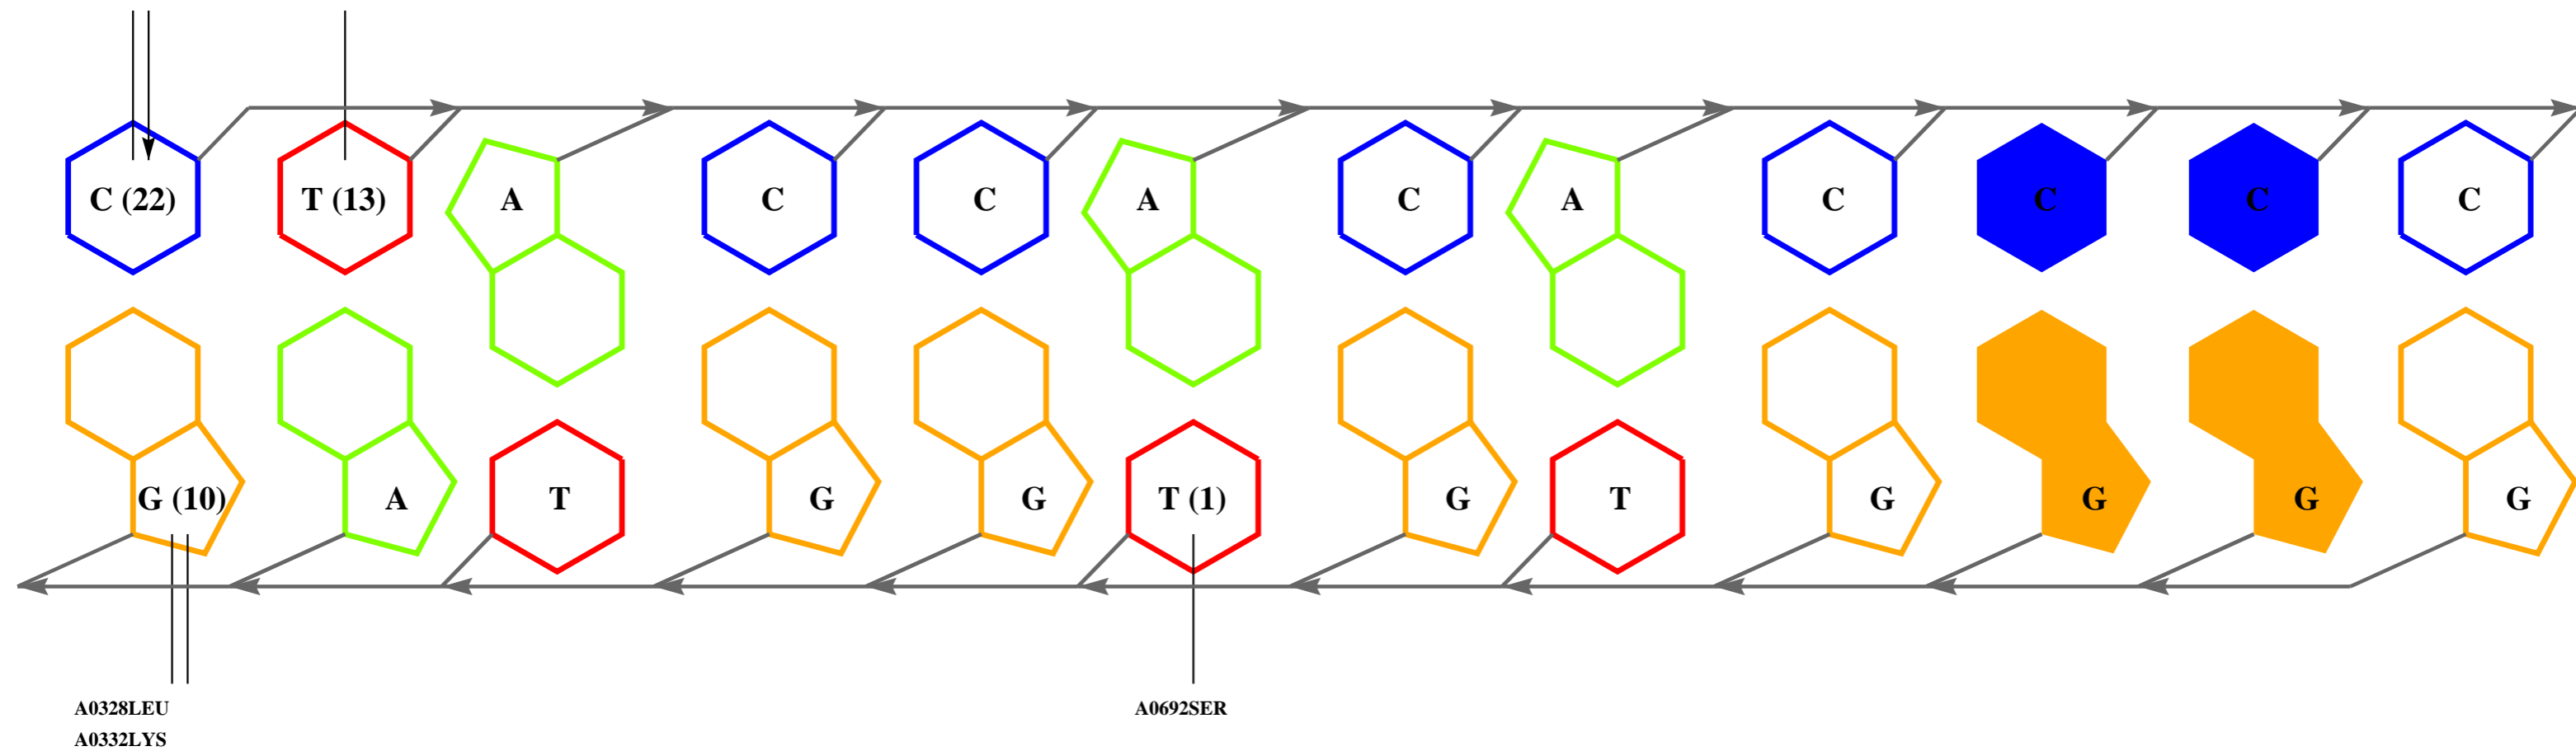 C (22) T (13) A C C A C A C C C C
G (10) A T G G T (1) G T G G G G
A0328LEU A0692SER
A0332LYS